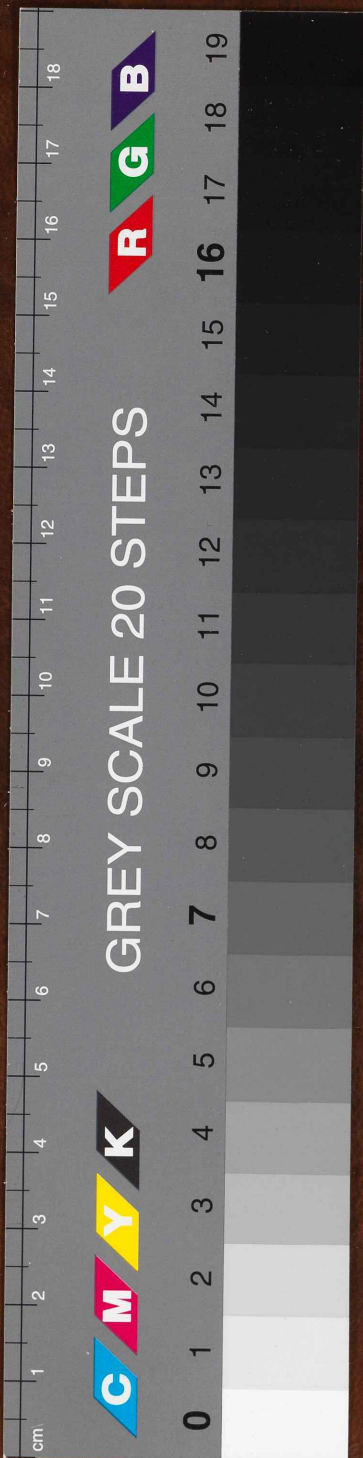 cm 1 2 3 4 5 6 7 8 9 10 11 12 13 14 15 16 17 18
C M Y K
GREY SCALE 20 STEPS
R G B
0 1 2 3 4 5 6 7 8 9 10 11 12 13 14 15 16 17 18 19